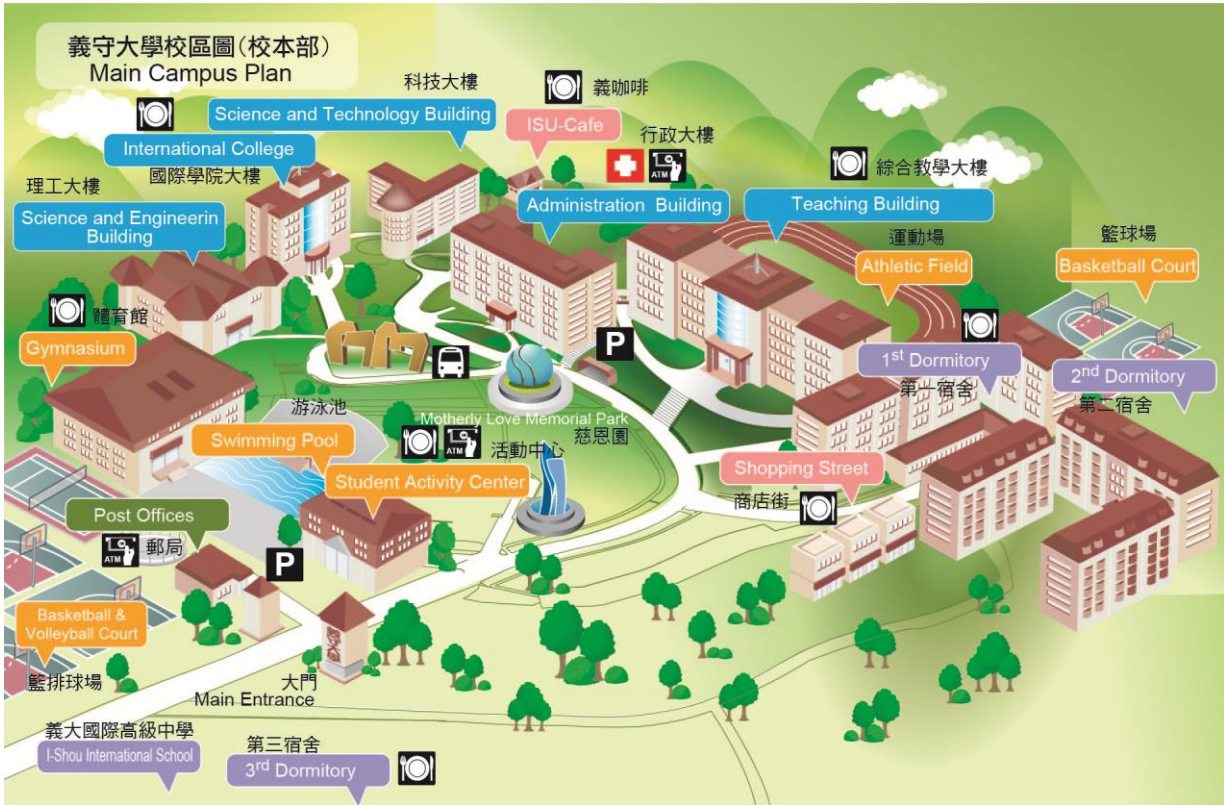 義守大學校區圖(校本部)
Main Campus Plan
科技大樓
Science and Technology Building
義咖啡
ISU-Cafe
行政大樓
Administration Building
綜合教學大樓
Teaching Building
International College
國際學院大樓
理工大樓
Science and Engineerin
Building
運動場
Athletic Field
籃球場
Basketball Court
體育館
Gymnasium
1st Dormitory
第一宿舍
2nd Dormitory
第二宿舍
P
游泳池
Swimming Pool
Motherly Love Memorial Park
慈恩園
ATM
活動中心
Student Activity Center
Shopping Street
商店街
Post Offices
ATM
郵局
P
ATM
Basketball &
Volleyball Court
籃排球場
大門
Main Entrance
義大國際高級中學
I-Shou International School
第三宿舍
3rd Dormitory